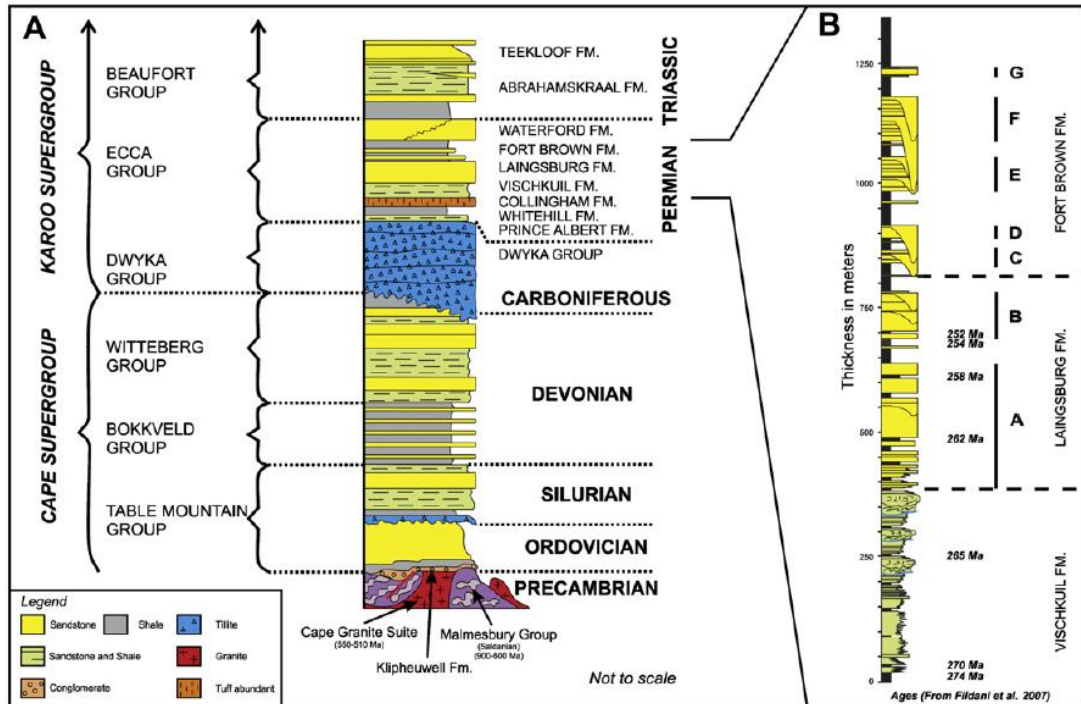 A
KAROO SUPERGROUP
CAPE SUPERGROUP
BEAUFORT
GROUP
ECCA
GROUP
DWYKA
GROUP
WITTEBERG
GROUP
BOKKVELD
GROUP
TABLE MOUNTAIN
GROUP
TEEKLOOF FM.
ABRAHAMSKRAAL FM.
WATERFORD FM.
FORT BROWN FM.
LAINGSBURG FM.
VISCHKUIL FM.
COLLINGHAM FM.
WHITEHILL FM.
PRINCE ALBERT FM.
DWYKA GROUP
TRIASSIC
PERMIAN
CARBONIFEROUS
DEVONIAN
SILURIAN
ORDOVICIAN
PRECAMBRIAN
Cape Granite Suite
(550-510 Ma)
Klipheuwell Fm.
Malmesbury Group
(Saldanian)
(900-600 Ma)
Not to scale
Legend
Sandstone
Shale
Tillite
Sandstone and Shale
Granite
Conglomerate
Tuff abundant
B
Thickness in meters
1250
1000
750
500
250
0
G
F
E
D
C
B
A
252 Ma
254 Ma
258 Ma
262 Ma
265 Ma
270 Ma
274 Ma
FORT BROWN FM.
LAINGSBURG FM.
VISCHKUIL FM.
Ages (From Fildani et al. 2007)